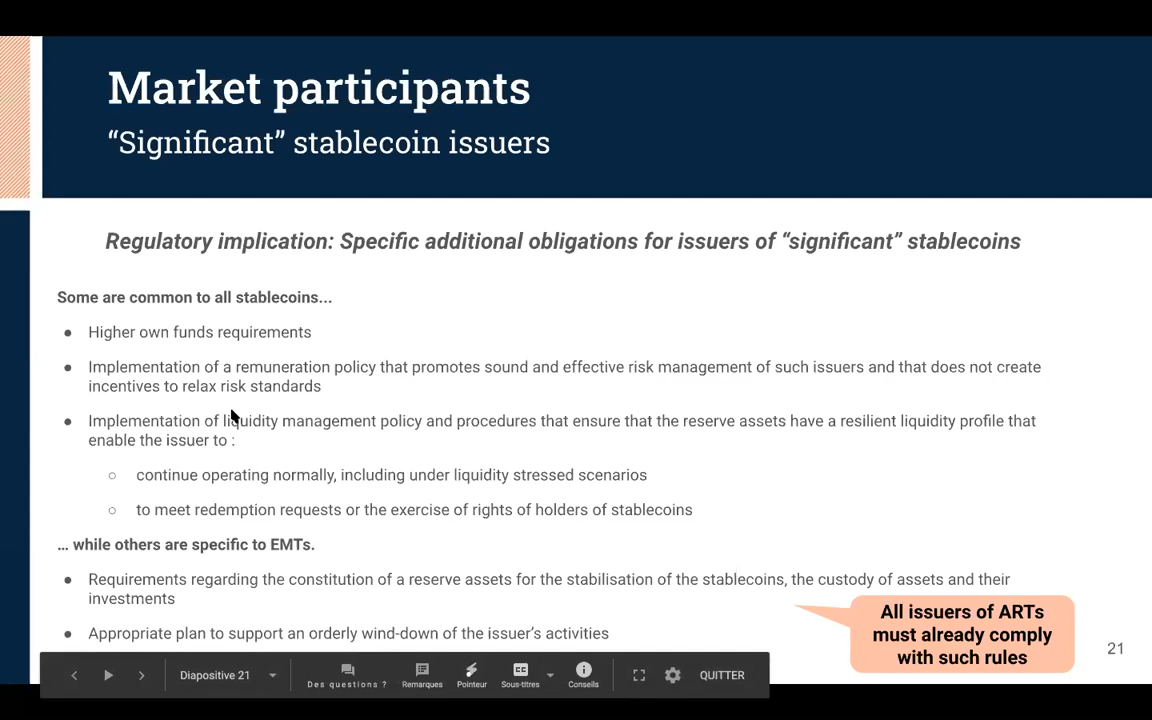 Market participants
“Significant” stablecoin issuers
Regulatory implication: Specific additional obligations for issuers of “significant” stablecoins
Some are common to all stablecoins...
● Higher own funds requirements
● Implementation of a remuneration policy that promotes sound and effective risk management of such issuers and that does not create
incentives to relax risk standards
● Implementation of liquidity management policy and procedures that ensure that the reserve assets have a resilient liquidity profile that
enable the issuer to :
○ continue operating normally, including under liquidity stressed scenarios
○ to meet redemption requests or the exercise of rights of holders of stablecoins
… while others are specific to EMTs.
● Requirements regarding the constitution of a reserve assets for the stabilisation of the stablecoins, the custody of assets and their
investments
● Appropriate plan to support an orderly wind-down of the issuer’s activities
All issuers of ARTs
must already comply
with such rules
21
Diapositive 21
Des questions ?
Remarques
Pointeur
CC
Sous-titres
Conseils
QUITTER